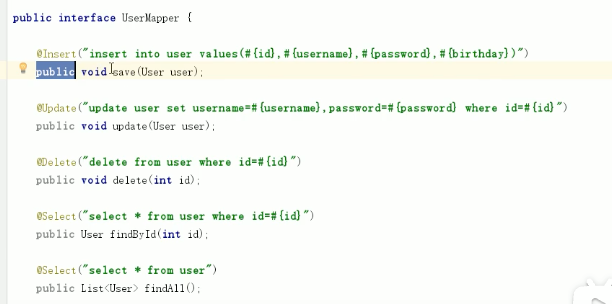 public interface UserMapper {
@Insert("insert into user values(#{id},#{username},#{password},#{birthday})")
public void save(User user);
@Update("update user set username=#{username},password=#{password} where id=#{id}")
public void update(User user);
@Delete("delete from user where id=#{id}")
public void delete(int id);
@Select("select * from user where id=#{id}")
public User findById(int id);
@Select("select * from user")
public List<User> findAll();